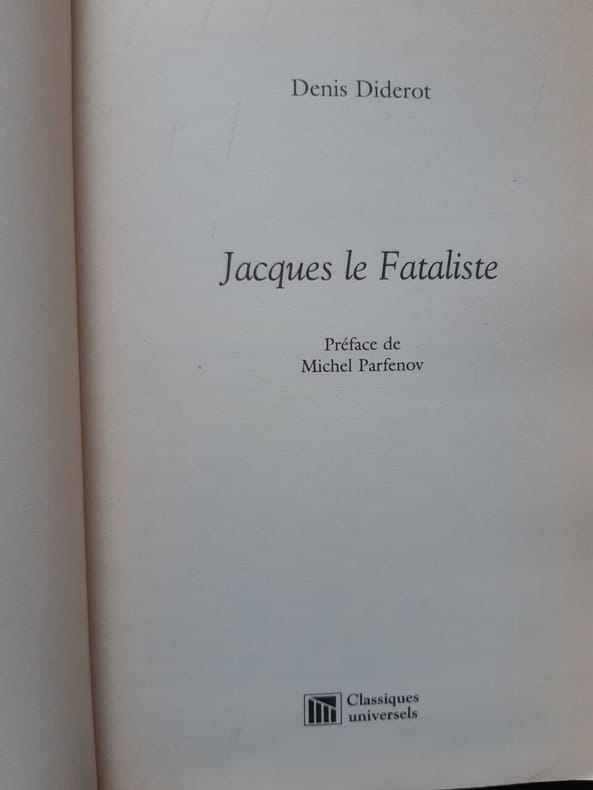 Denis Diderot
Jacques le Fataliste
Préface de
Michel Parfenov
Classiques
universels